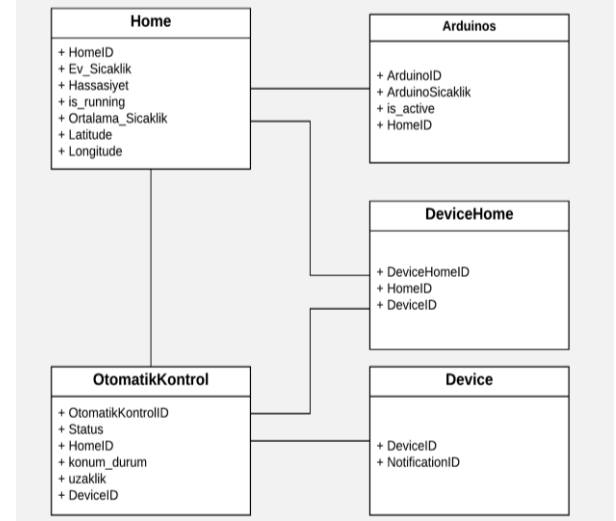 Home
+ HomeID
+ Ev_Sicaklik
+ Hassasiyet
+ is_running
+ Ortalama_Sicaklik
+ Latitude
+ Longitude
Arduinos
+ ArduinoID
+ ArduinoSicaklik
+ is_active
+ HomeID
DeviceHome
+ DeviceHomeID
+ HomeID
+ DeviceID
OtomatikKontrol
+ OtomatikKontrolID
+ Status
+ HomeID
+ konum_durum
+ uzaklik
+ DeviceID
Device
+ DeviceID
+ NotificationID